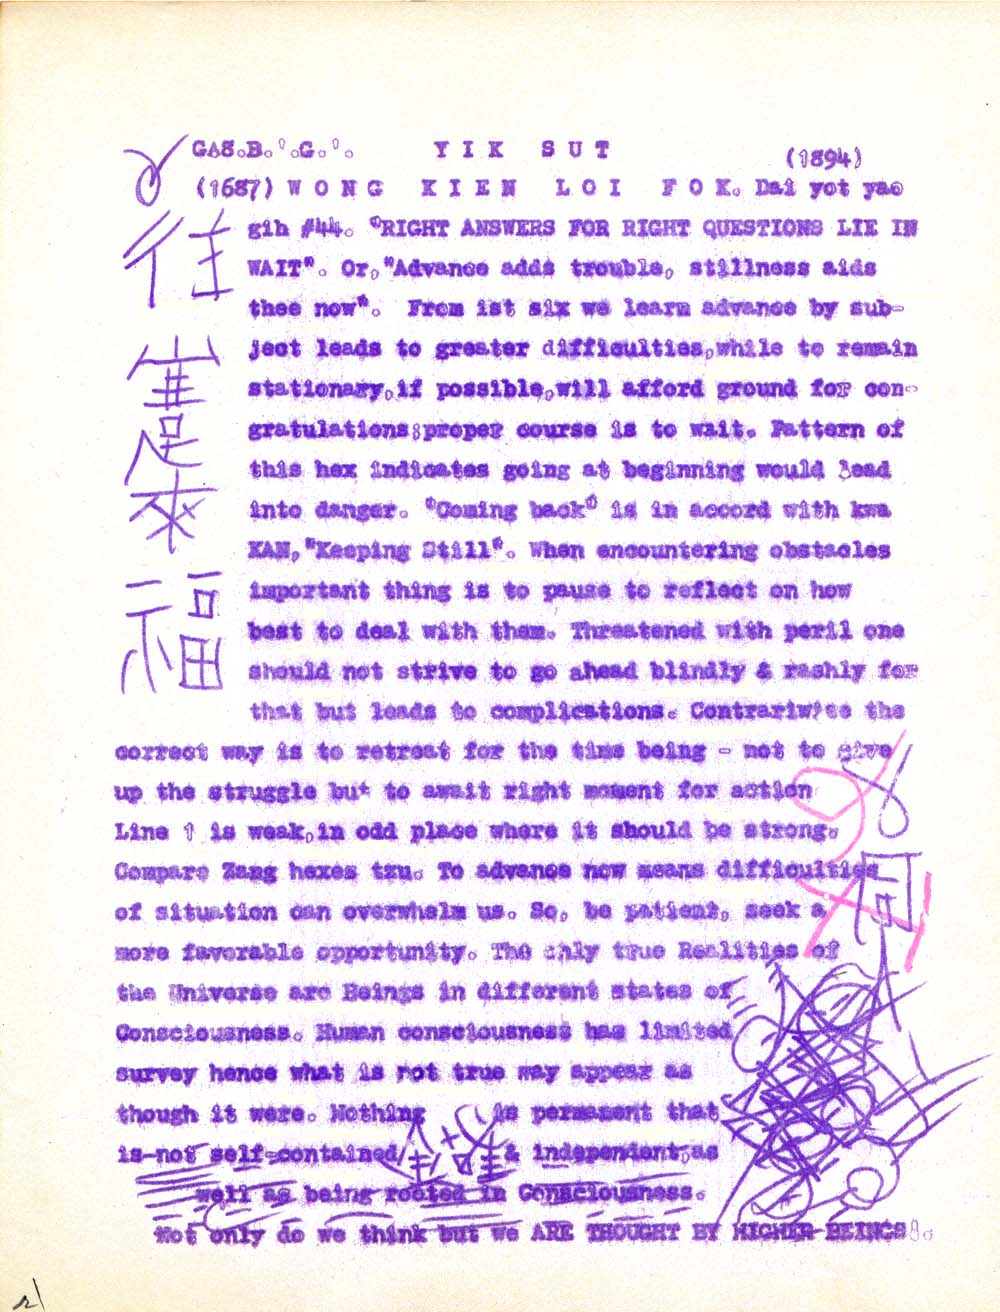 GAS.B.'.G.'. YIK SUT (1894)
(1687) WONG KIEN LOI FOK. Dai yot yao
gih #44. "RIGHT ANSWERS FOR RIGHT QUESTIONS LIE IN
WAIT". Or,"Advance adds trouble, stillness aids
thee now". From 1st six we learn advance by sub-
ject leads to greater difficulties,while to remain
stationary,if possible,will afford ground for con-
gratulations;proper course is to wait. Pattern of
this hex indicates going at beginning would lead
into danger. "Coming back" is in accord with kwa
KAN,"Keeping Still". When encountering obstacles
important thing is to pause to reflect on how
best to deal with them. Threatened with peril one
should not strive to go ahead blindly & rashly for
that but leads to complications. Contrariwise the
correct way is to retreat for the time being - not to give
up the struggle but to await right moment for action
Line 1 is weak,in odd place where it should be strong.
Compare Zang hexes tzu. To advance now means difficulties
of situation can overwhelm us. So, be patient, seek a
more favorable opportunity. The only true Realities of
the Universe are Beings in different states of
Consciousness. Human consciousness has limited
survey hence what is not true may appear as
though it were. Nothing is permanent that
is-not self-contained & independent,as
well as being rooted in Consciousness.
Not only do we think but we ARE THOUGHT BY HIGHER-BEINGS
往
蹇
來
福